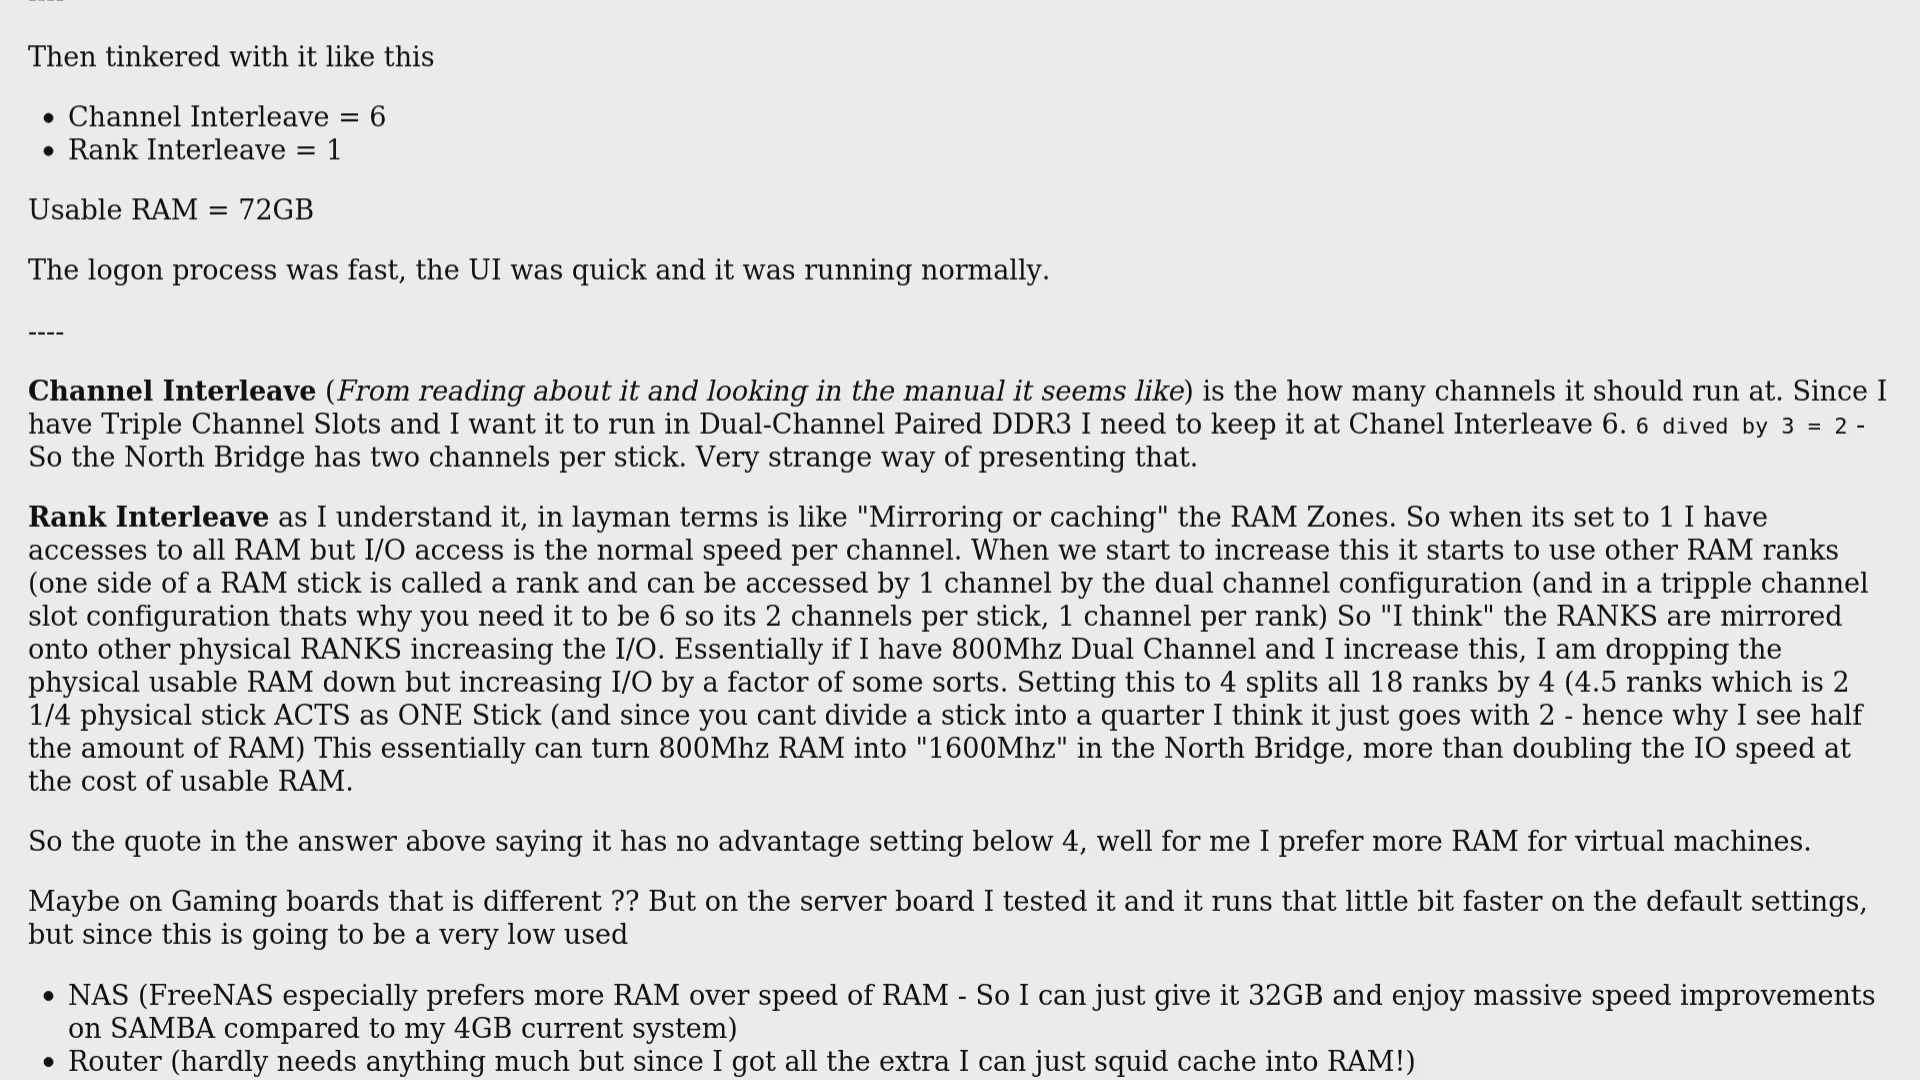 ----
Then tinkered with it like this
• Channel Interleave = 6
• Rank Interleave = 1
Usable RAM = 72GB
The logon process was fast, the UI was quick and it was running normally.
----
Channel Interleave (From reading about it and looking in the manual it seems like) is the how many channels it should run at. Since I
have Triple Channel Slots and I want it to run in Dual-Channel Paired DDR3 I need to keep it at Chanel Interleave 6. 6 dived by 3 = 2 -
So the North Bridge has two channels per stick. Very strange way of presenting that.
Rank Interleave as I understand it, in layman terms is like "Mirroring or caching" the RAM Zones. So when its set to 1 I have
accesses to all RAM but I/O access is the normal speed per channel. When we start to increase this it starts to use other RAM ranks
(one side of a RAM stick is called a rank and can be accessed by 1 channel by the dual channel configuration (and in a tripple channel
slot configuration thats why you need it to be 6 so its 2 channels per stick, 1 channel per rank) So "I think" the RANKS are mirrored
onto other physical RANKS increasing the I/O. Essentially if I have 800Mhz Dual Channel and I increase this, I am dropping the
physical usable RAM down but increasing I/O by a factor of some sorts. Setting this to 4 splits all 18 ranks by 4 (4.5 ranks which is 2
1/4 physical stick ACTS as ONE Stick (and since you cant divide a stick into a quarter I think it just goes with 2 - hence why I see half
the amount of RAM) This essentially can turn 800Mhz RAM into "1600Mhz" in the North Bridge, more than doubling the IO speed at
the cost of usable RAM.
So the quote in the answer above saying it has no advantage setting below 4, well for me I prefer more RAM for virtual machines.
Maybe on Gaming boards that is different ?? But on the server board I tested it and it runs that little bit faster on the default settings,
but since this is going to be a very low used
• NAS (FreeNAS especially prefers more RAM over speed of RAM - So I can just give it 32GB and enjoy massive speed improvements
on SAMBA compared to my 4GB current system)
• Router (hardly needs anything much but since I got all the extra I can just squid cache into RAM!)